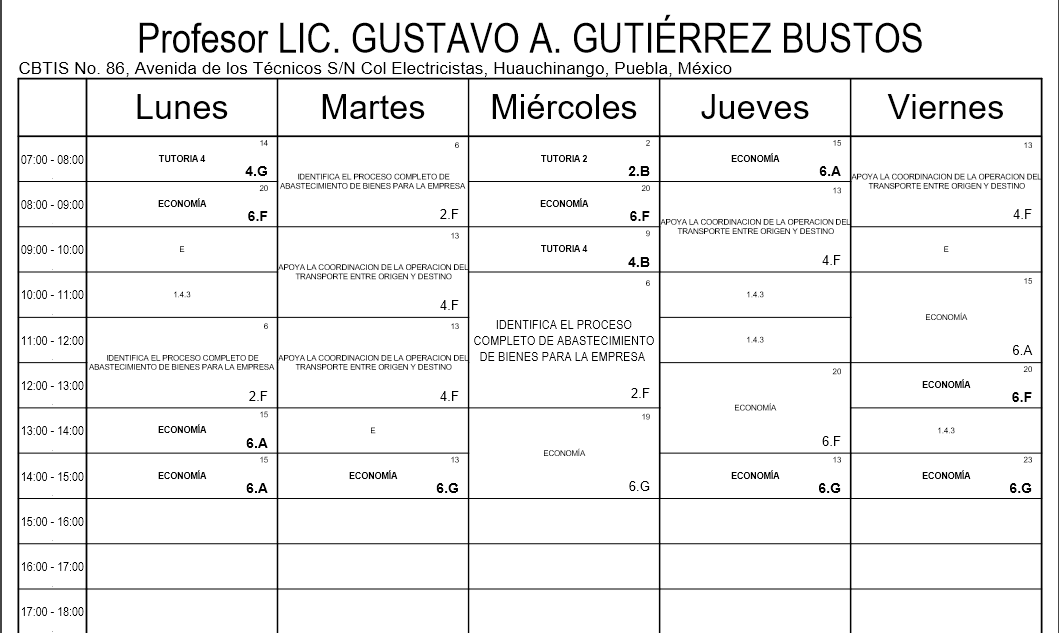 Profesor LIC. GUSTAVO A. GUTIÉRREZ BUSTOS
CBTIS No. 86, Avenida de los Técnicos S/N Col Electricistas, Huauchinango, Puebla, México
Lunes Martes Miércoles Jueves Viernes
07:00 - 08:00
14
TUTORIA 4
4.G
6
IDENTIFICA EL PROCESO COMPLETO DE
ABASTECIMIENTO DE BIENES PARA LA EMPRESA
2.F
2
TUTORIA 2
2.B
15
ECONOMÍA
6.A
13
APOYA LA COORDINACION DE LA OPERACION DEL
TRANSPORTE ENTRE ORIGEN Y DESTINO
4.F
08:00 - 09:00
20
ECONOMÍA
6.F
20
ECONOMÍA
6.F
13
APOYA LA COORDINACION DE LA OPERACION DEL
TRANSPORTE ENTRE ORIGEN Y DESTINO
4.F
09:00 - 10:00
E
13
APOYA LA COORDINACION DE LA OPERACION DEL
TRANSPORTE ENTRE ORIGEN Y DESTINO
4.F
9
TUTORIA 4
4.B
E
10:00 - 11:00
1.4.3
6
IDENTIFICA EL PROCESO
COMPLETO DE ABASTECIMIENTO
DE BIENES PARA LA EMPRESA
2.F
1.4.3
15
ECONOMÍA
6.A
11:00 - 12:00
6
IDENTIFICA EL PROCESO COMPLETO DE
ABASTECIMIENTO DE BIENES PARA LA EMPRESA
2.F
13
APOYA LA COORDINACION DE LA OPERACION DEL
TRANSPORTE ENTRE ORIGEN Y DESTINO
4.F
1.4.3
12:00 - 13:00
20
ECONOMÍA
6.F
20
ECONOMÍA
6.F
13:00 - 14:00
15
ECONOMÍA
6.A
E
19
ECONOMÍA
6.G
1.4.3
14:00 - 15:00
15
ECONOMÍA
6.A
13
ECONOMÍA
6.G
13
ECONOMÍA
6.G
23
ECONOMÍA
6.G
15:00 - 16:00
16:00 - 17:00
17:00 - 18:00